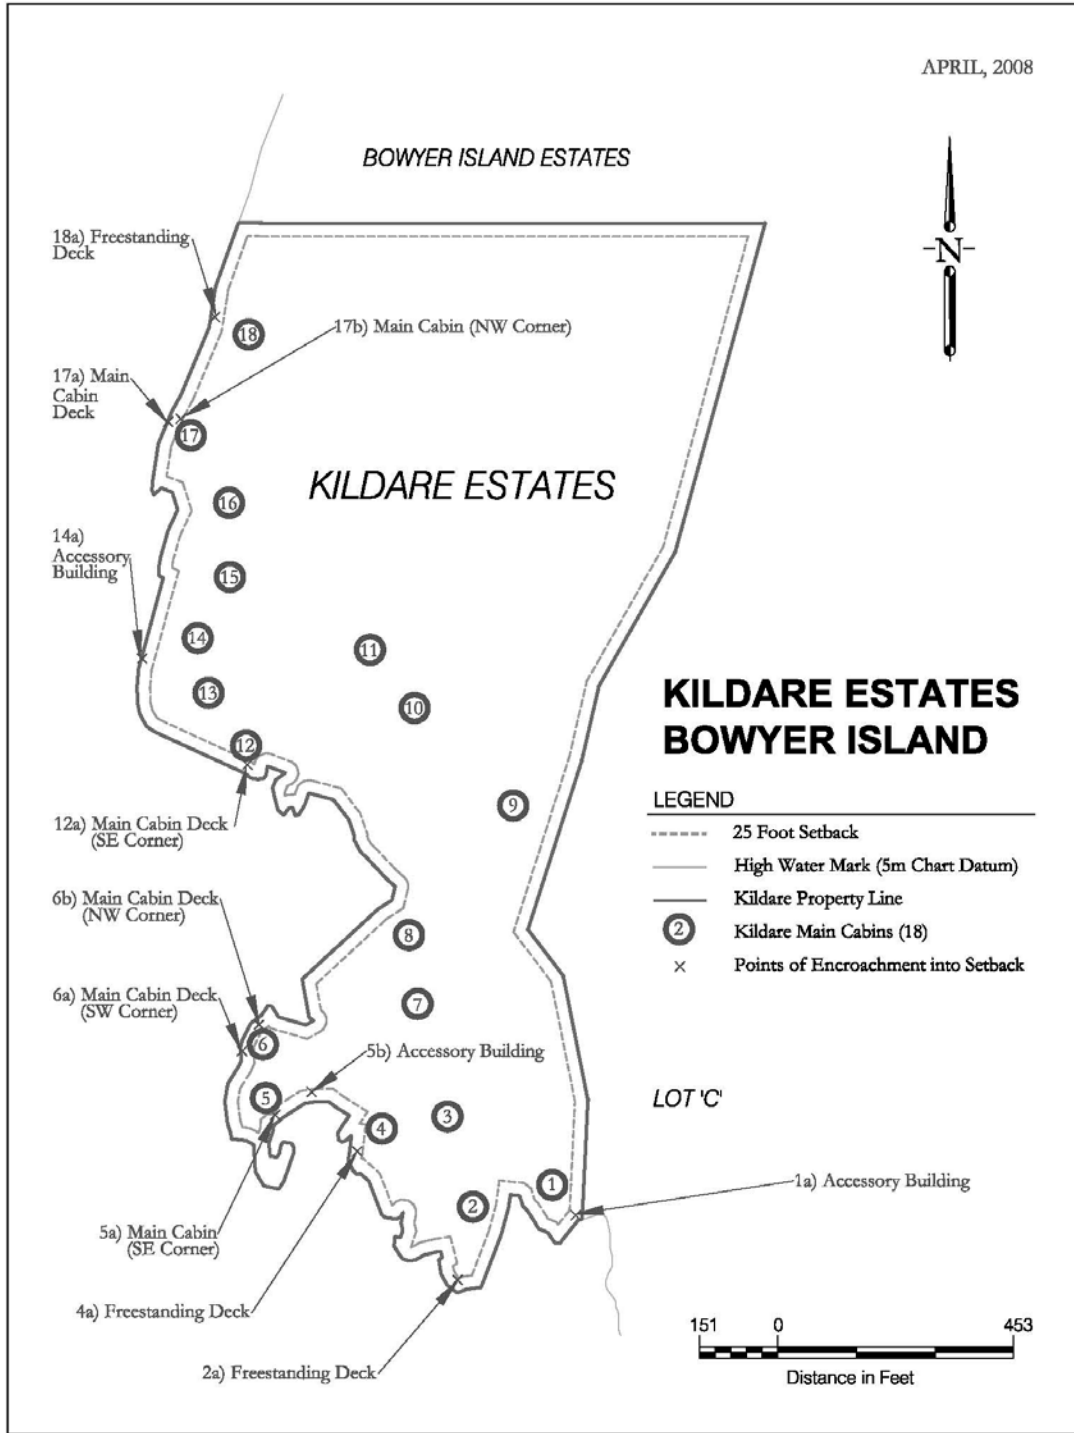 APRIL, 2008
BOWYER ISLAND ESTATES
-N-
18a) Freestanding
Deck
18
17b) Main Cabin (NW Corner)
17a) Main
Cabin
Deck
17
KILDARE ESTATES
16
14a)
Accessory
Building
15
14
11
13
10
12
KILDARE ESTATES
BOWYER ISLAND
9
LEGEND
25 Foot Setback
High Water Mark (5m Chart Datum)
Kildare Property Line
2 Kildare Main Cabins (18)
× Points of Encroachment into Setback
12a) Main Cabin Deck
(SE Corner)
6b) Main Cabin Deck
(NW Corner)
8
6a) Main Cabin Deck
(SW Corner)
7
6
5b) Accessory Building
5
4
3
LOT 'C'
1
1a) Accessory Building
2
5a) Main Cabin
(SE Corner)
4a) Freestanding Deck
2a) Freestanding Deck
151 0 453
Distance in Feet